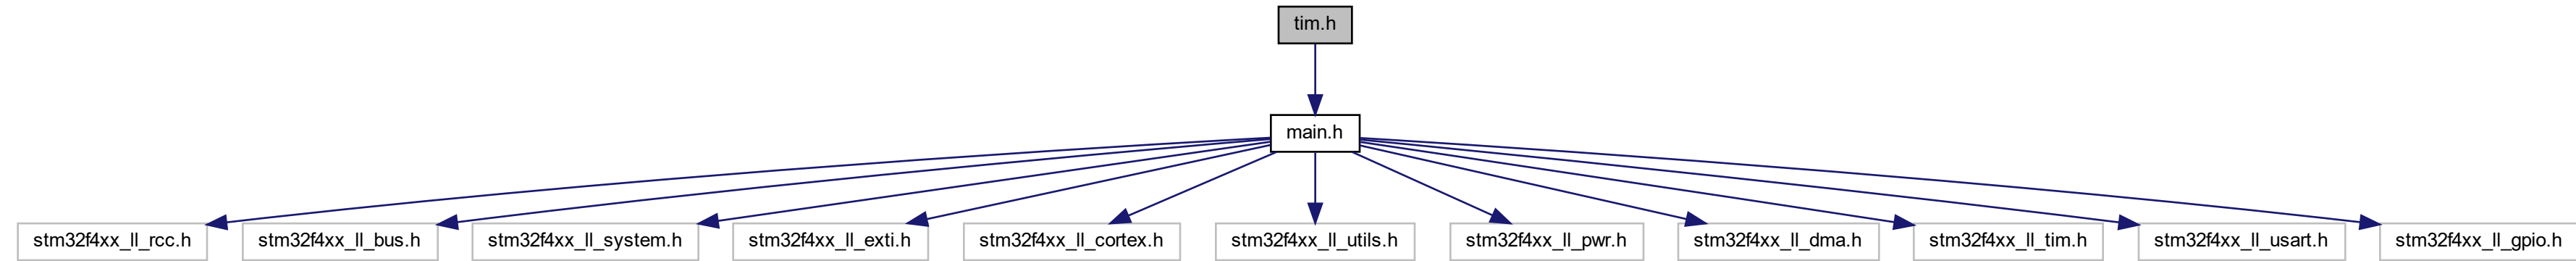 tim.h
main.h
stm32f4xx_ll_rcc.h
stm32f4xx_ll_bus.h
stm32f4xx_ll_system.h
stm32f4xx_ll_exti.h
stm32f4xx_ll_cortex.h
stm32f4xx_ll_utils.h
stm32f4xx_ll_pwr.h
stm32f4xx_ll_dma.h
stm32f4xx_ll_tim.h
stm32f4xx_ll_usart.h
stm32f4xx_ll_gpio.h